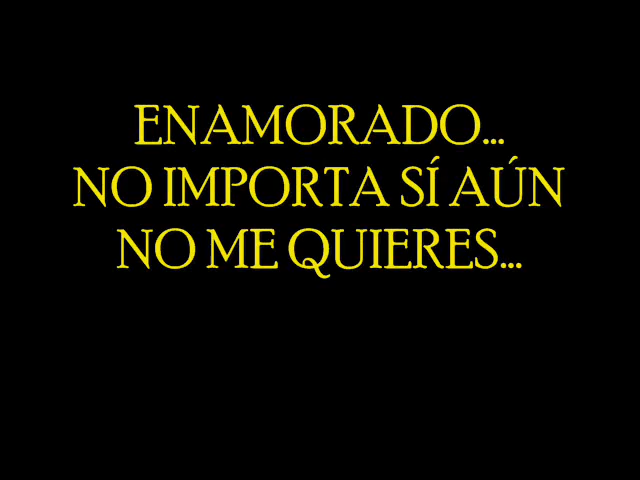 ENAMORADO...
NO IMPORTA SÍ AÚN
NO ME QUIERES...